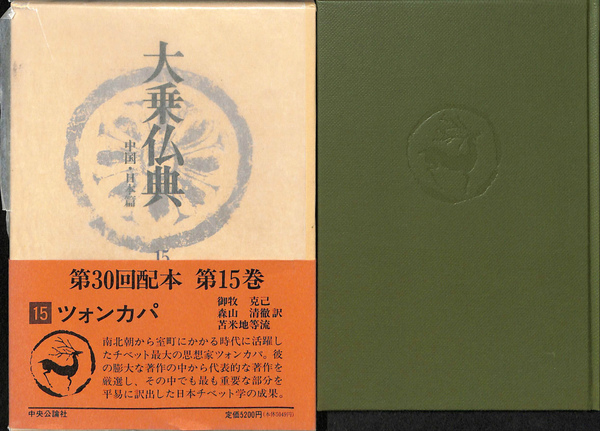 大乗仏典
中国・日本篇
15
第30回配本 第15巻
15 ツォンカパ
御牧 克己
森山 清徹 訳
苫米地等流
南北朝から室町にかかる時代に活躍
したチベット最大の思想家ツォンカパ。彼
の膨大な著作の中から代表的な著作を
厳選し、その中でも最も重要な部分を
平易に訳出した日本チベット学の成果。
中央公論社
定価5200円(本体5049円)